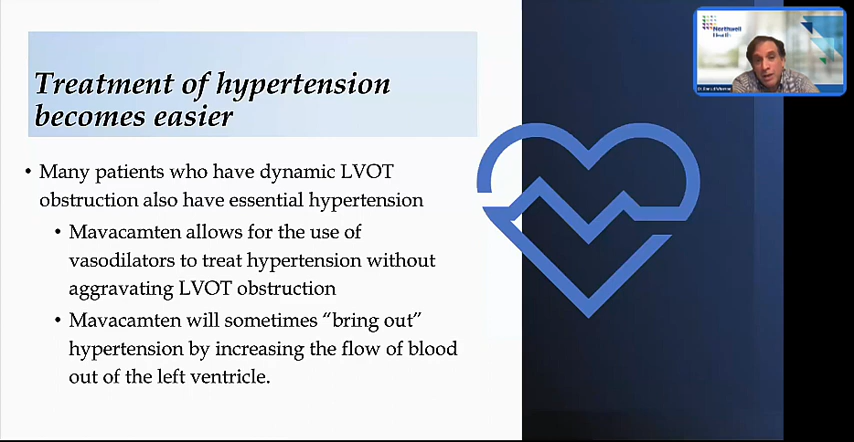 Treatment of hypertension
becomes easier
• Many patients who have dynamic LVOT
obstruction also have essential hypertension
• Mavacamten allows for the use of
vasodilators to treat hypertension without
aggravating LVOT obstruction
• Mavacamten will sometimes “bring out”
hypertension by increasing the flow of blood
out of the left ventricle.
Northwell
Health